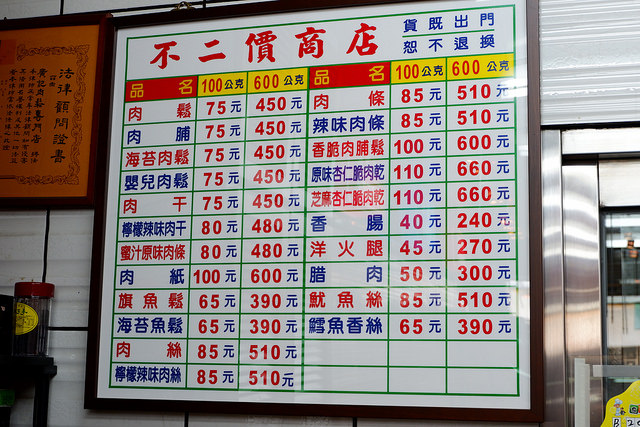 不二價商店
貨既出門
恕不退換
品名 100公克 600公克 品名 100公克 600公克
肉鬆 75元 450元 肉條 85元 510元
肉脯 75元 450元 辣味肉條 85元 510元
海苔肉鬆 75元 450元 香脆肉脯鬆 100元 600元
嬰兒肉鬆 75元 450元 原味杏仁脆肉乾 110元 660元
肉干 75元 450元 芝麻杏仁脆肉乾 110元 660元
檸檬辣味肉干 80元 480元 香腸 40元 240元
蜜汁原味肉條 80元 480元 洋火腿 45元 270元
肉紙 100元 600元 腊肉 50元 300元
旗魚鬆 65元 390元 魷魚絲 85元 510元
海苔魚鬆 65元 390元 鱈魚香絲 65元 390元
肉絲 85元 510元
檸檬辣味肉絲 85元 510元
法律顧問證書